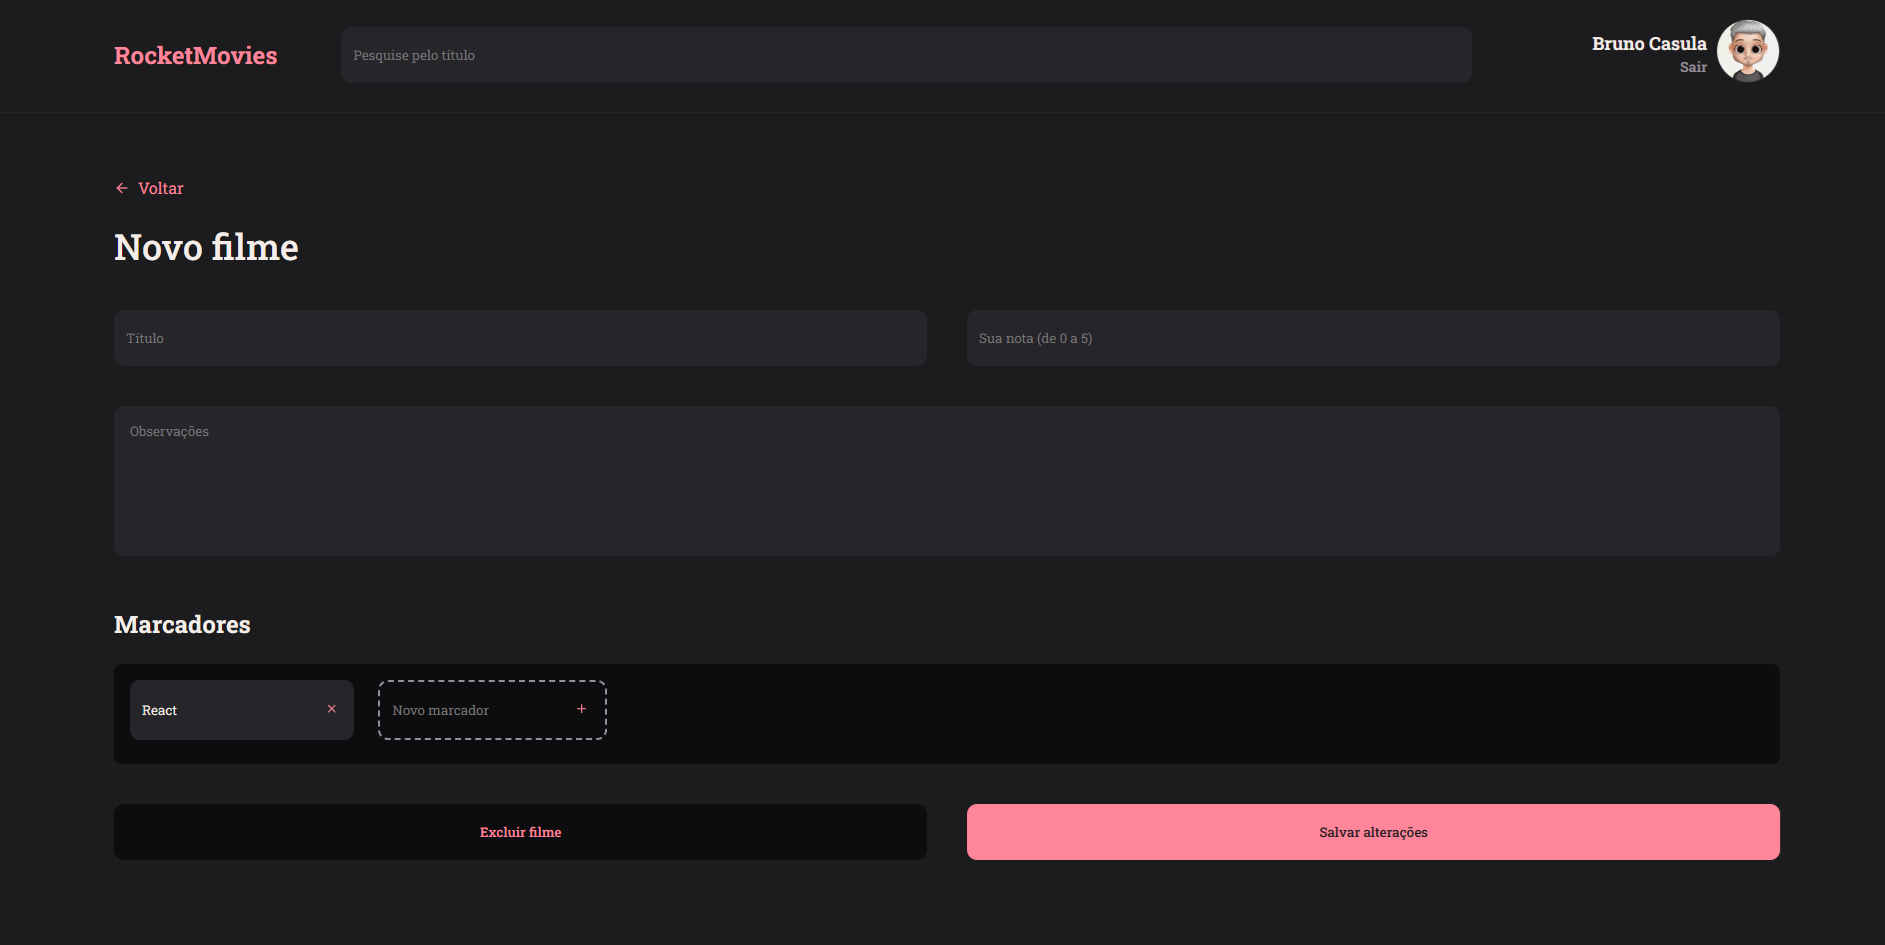 RocketMovies
Pesquise pelo título
Bruno Casula
Sair
Voltar
Novo filme
Título
Sua nota (de 0 a 5)
Observações
Marcadores
React
Novo marcador
Excluir filme
Salvar alterações